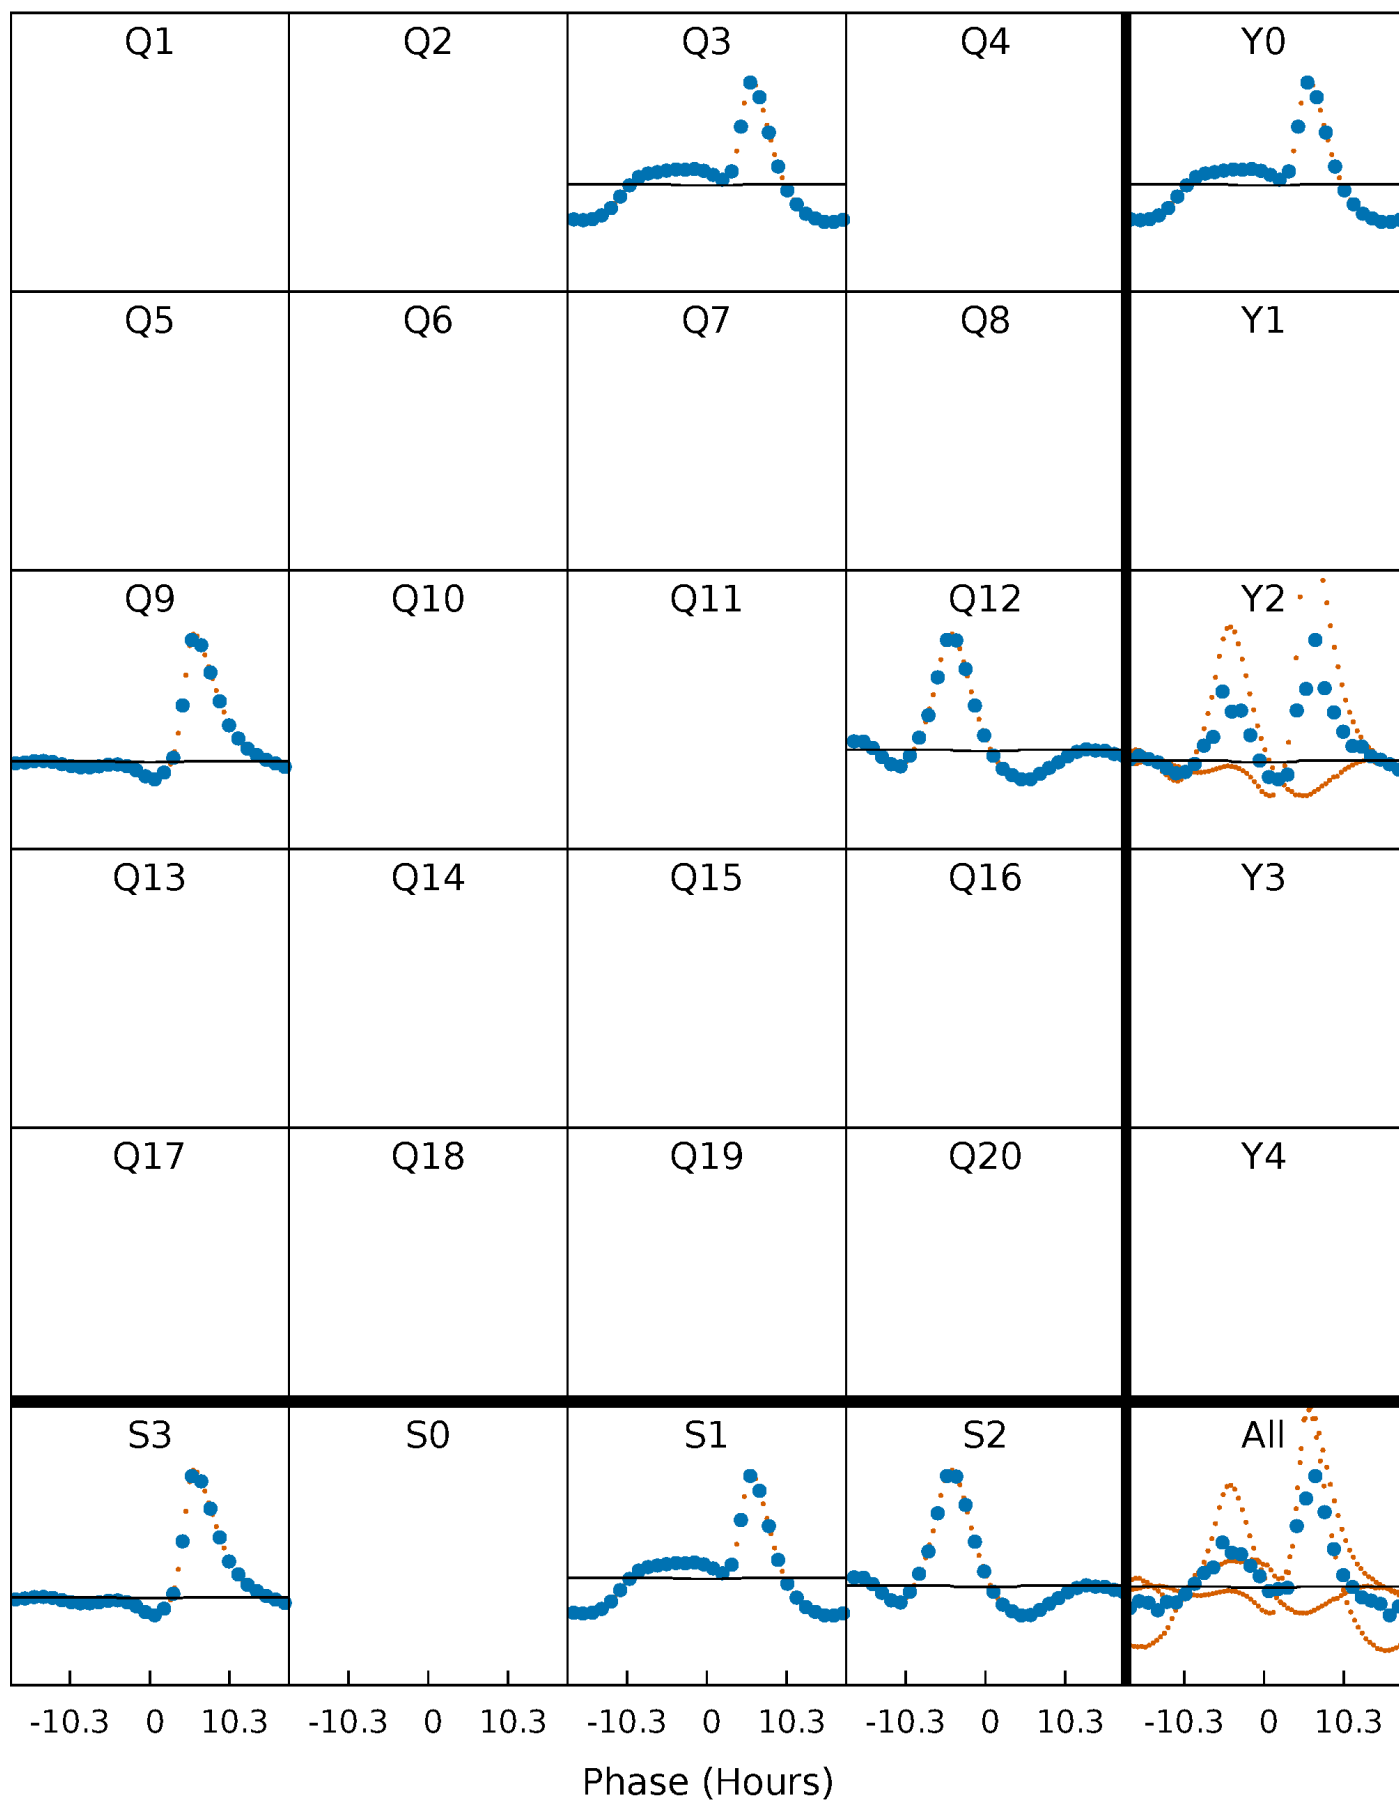 Q1 Q2 Q3 Q4 Y0
Q5 Q6 Q7 Q8 Y1
Q9 Q10 Q11 Q12 Y2
Q13 Q14 Q15 Q16 Y3
Q17 Q18 Q19 Q20 Y4
S3 S0 S1 S2 All
-10.3 0 10.3 -10.3 0 10.3 -10.3 0 10.3 -10.3 0 10.3 -10.3 0 10.3
Phase (Hours)